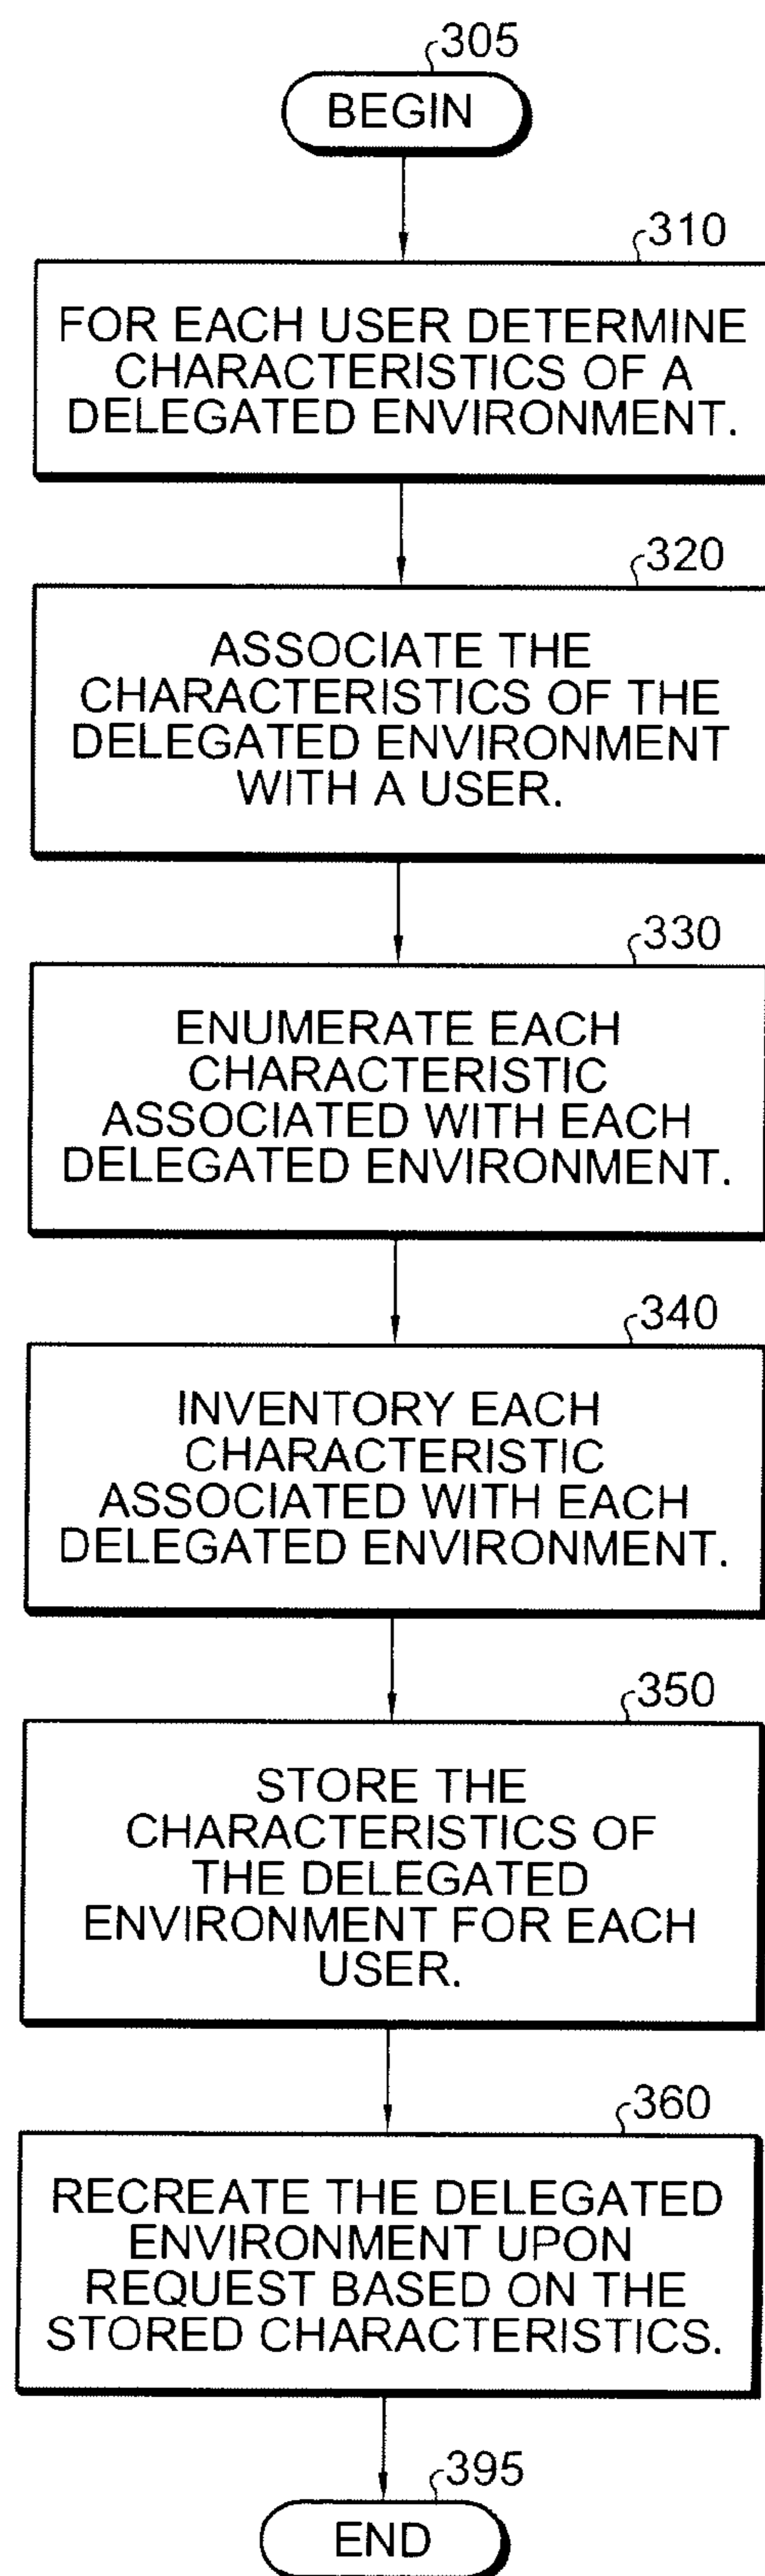 305
BEGIN
310
FOR EACH USER DETERMINE
CHARACTERISTICS OF A
DELEGATED ENVIRONMENT.
320
ASSOCIATE THE
CHARACTERISTICS OF THE
DELEGATED ENVIRONMENT
WITH A USER.
330
ENUMERATE EACH
CHARACTERISTIC
ASSOCIATED WITH EACH
DELEGATED ENVIRONMENT.
340
INVENTORY EACH
CHARACTERISTIC
ASSOCIATED WITH EACH
DELEGATED ENVIRONMENT.
350
STORE THE
CHARACTERISTICS OF
THE DELEGATED
ENVIRONMENT FOR EACH
USER.
360
RECREATE THE DELEGATED
ENVIRONMENT UPON
REQUEST BASED ON THE
STORED CHARACTERISTICS.
395
END